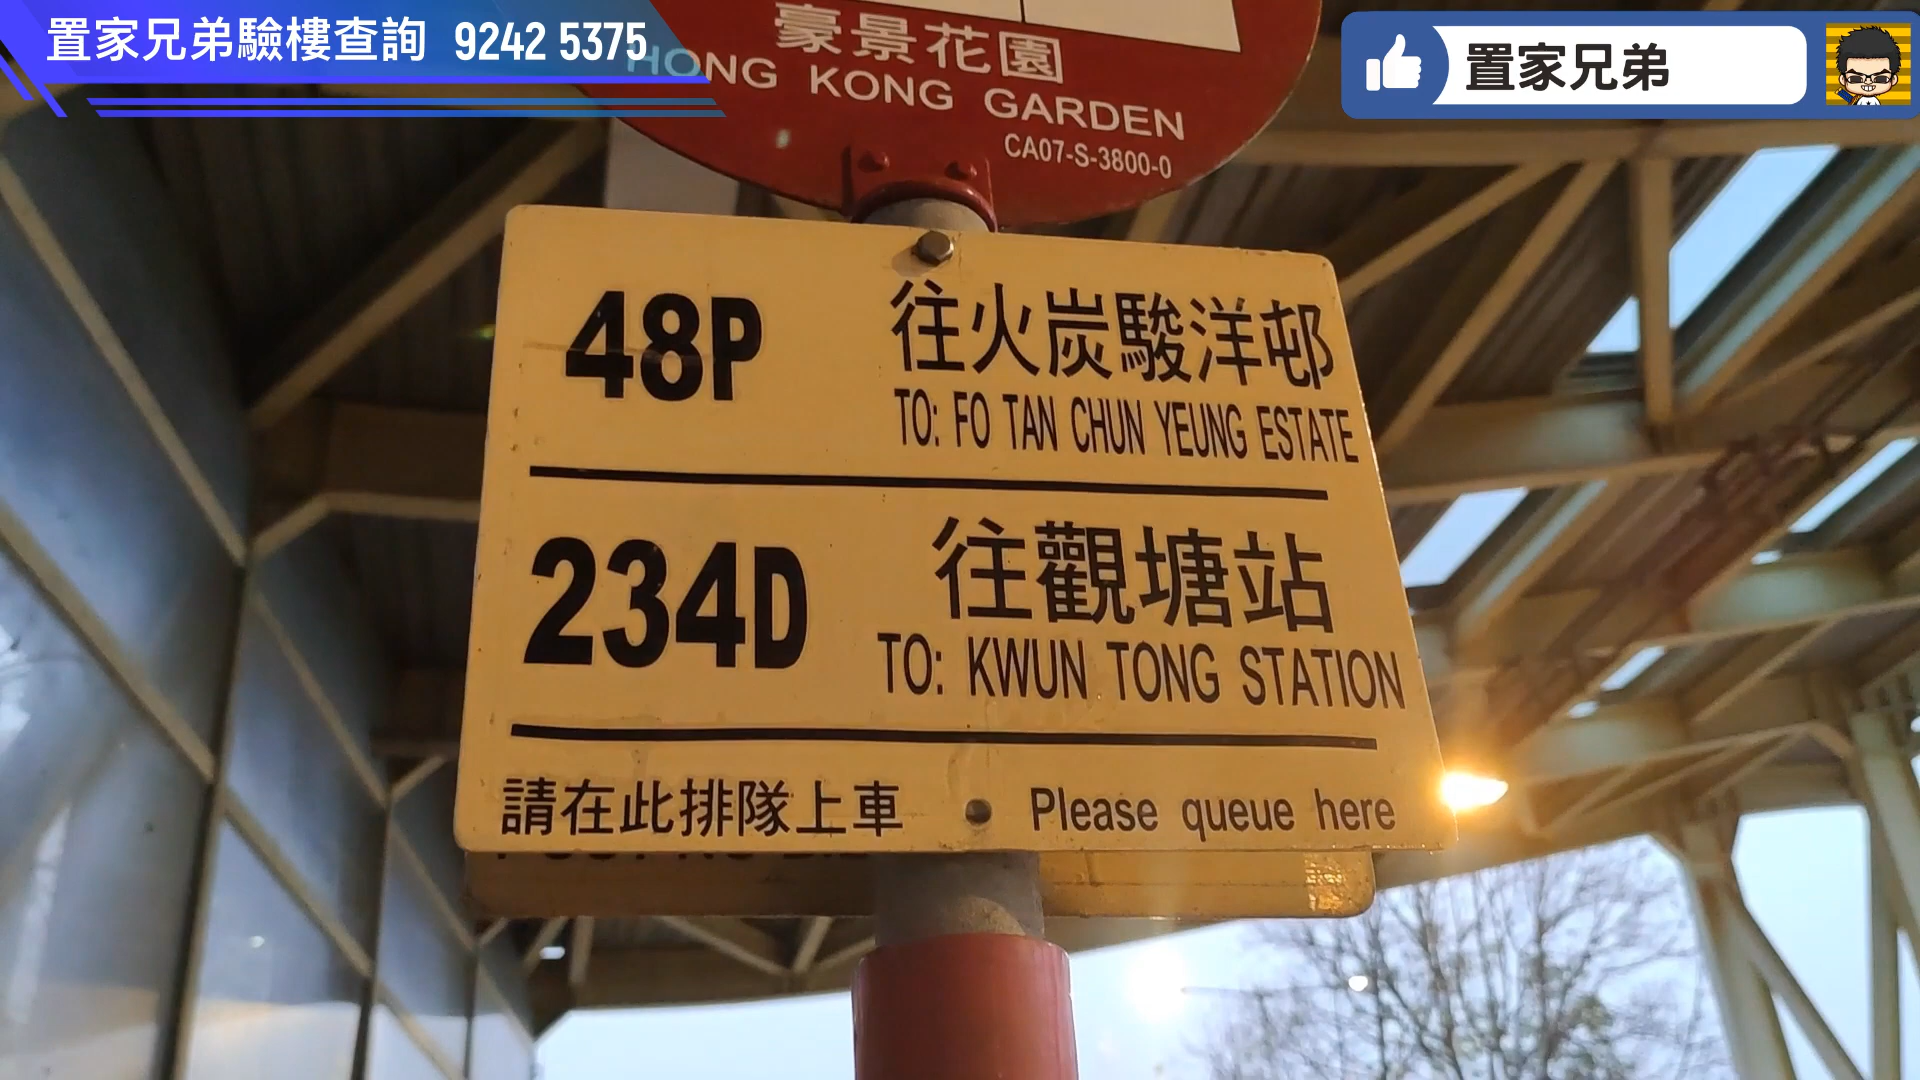 置家兄弟驗樓查詢 9242 5375
置家兄弟
豪景花園
HONG KONG GARDEN
CA07-S-3800-0
48P 往火炭駿洋邨
TO: FO TAN CHUN YEUNG ESTATE
234D 往觀塘站
TO: KWUN TONG STATION
請在此排隊上車 Please queue here